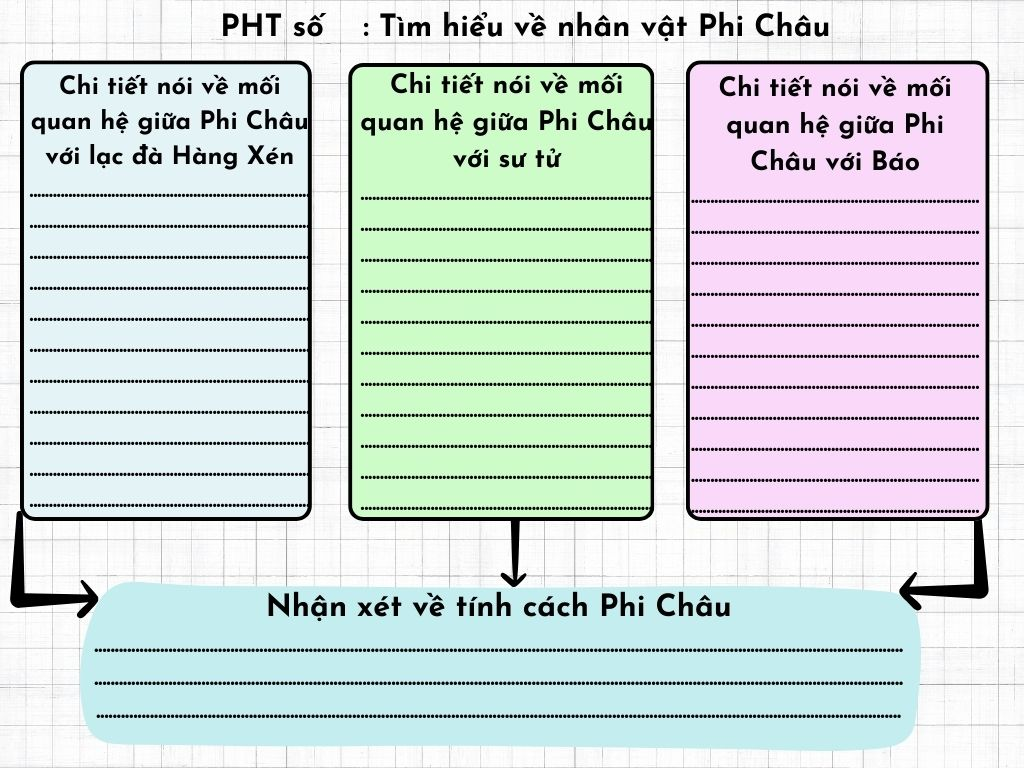 PHT số : Tìm hiểu về nhân vật Phi Châu
Chi tiết nói về mối
quan hệ giữa Phi Châu
với lạc đà Hàng Xén
Chi tiết nói về mối
quan hệ giữa Phi Châu
với sư tử
Chi tiết nói về mối
quan hệ giữa Phi
Châu với Báo
Nhận xét về tính cách Phi Châu